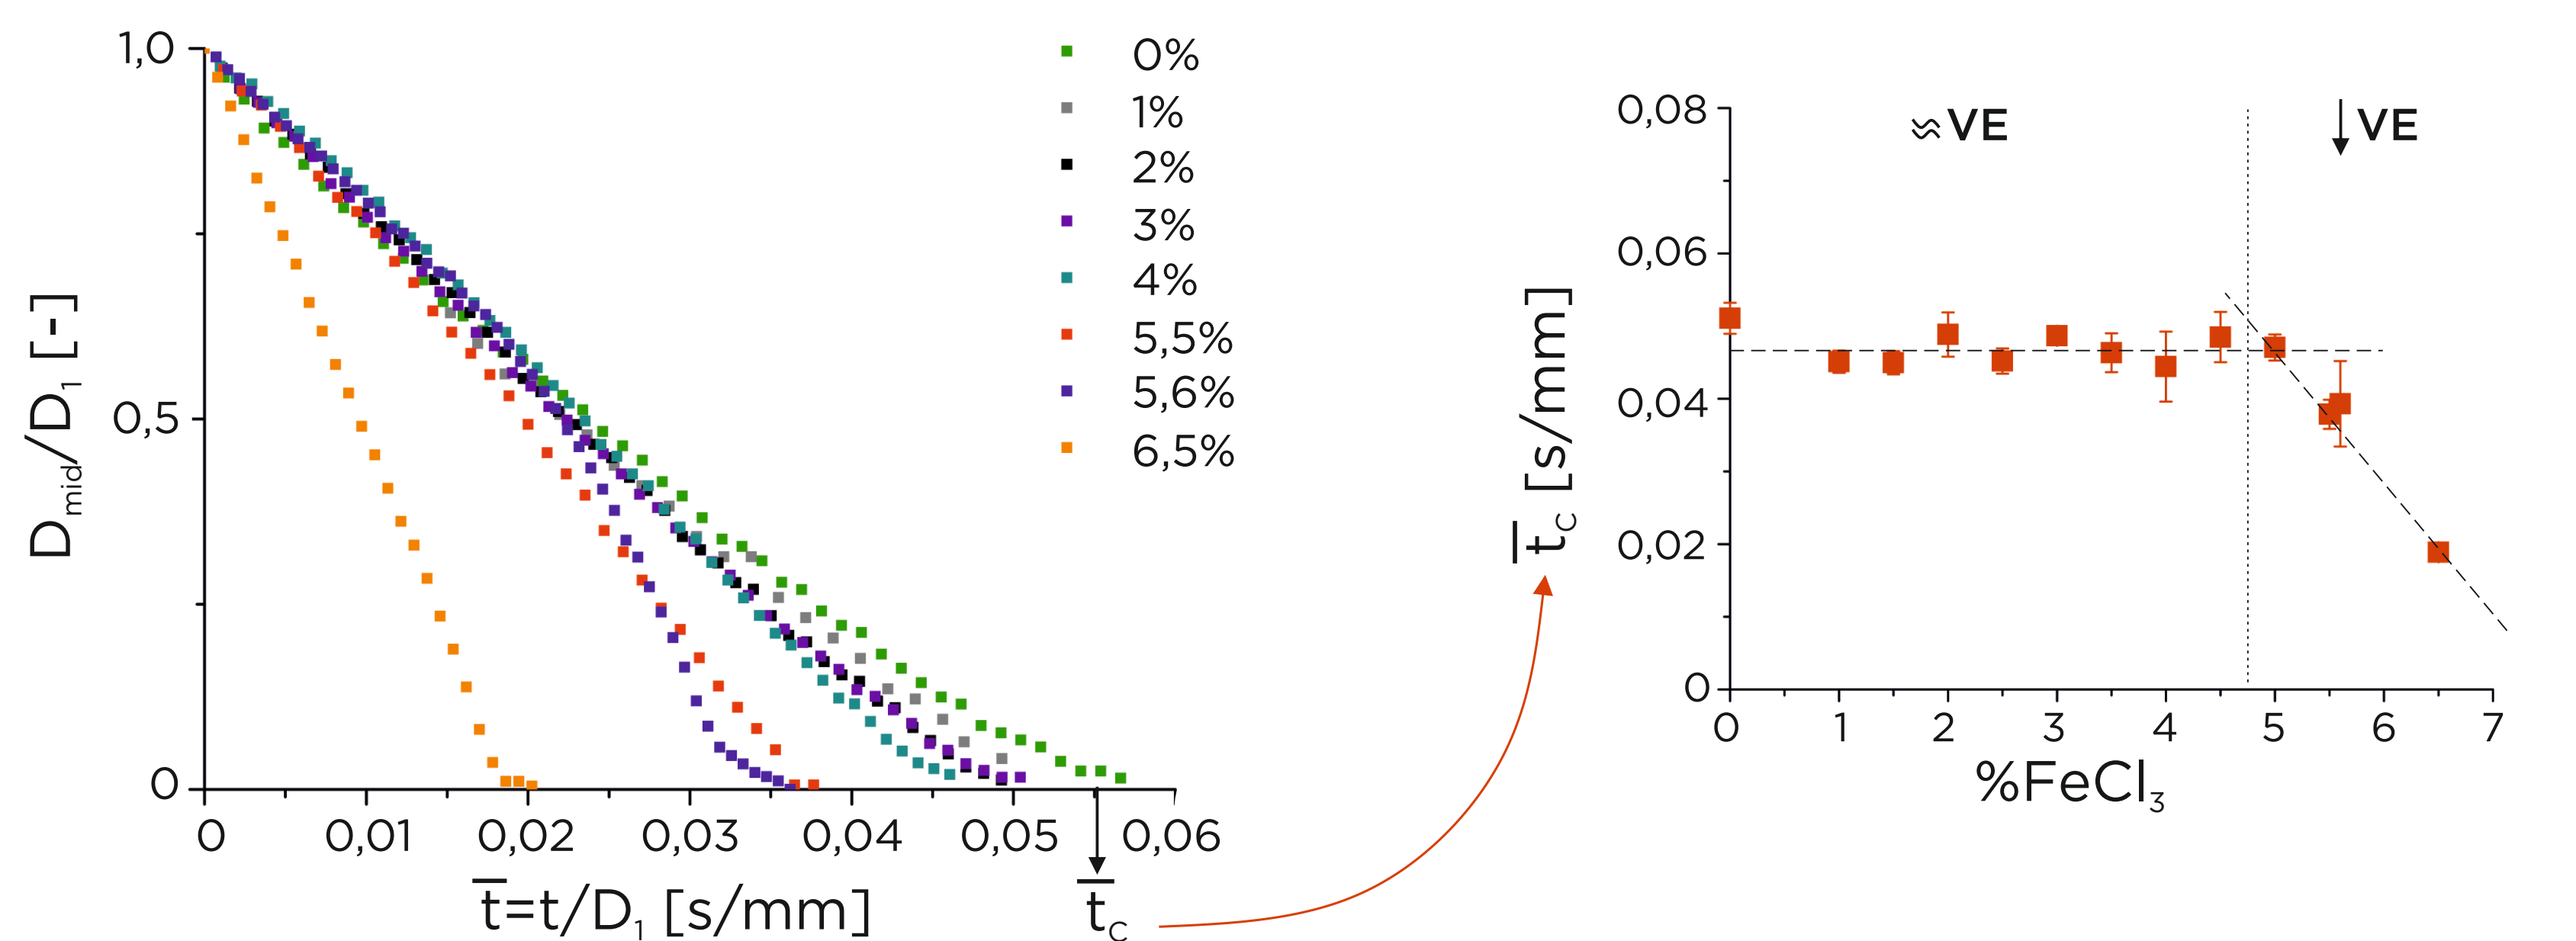 1,0
0,5
0
D_mid/D_1 [-]
0 0,01 0,02 0,03 0,04 0,05 0,06
t̅=t/D_1 [s/mm]
t̅_C
0%
1%
2%
3%
4%
5,5%
5,6%
6,5%
0,08
0,06
0,04
0,02
0
t̅_C [s/mm]
≈VE
↓VE
0 1 2 3 4 5 6 7
%FeCl_3